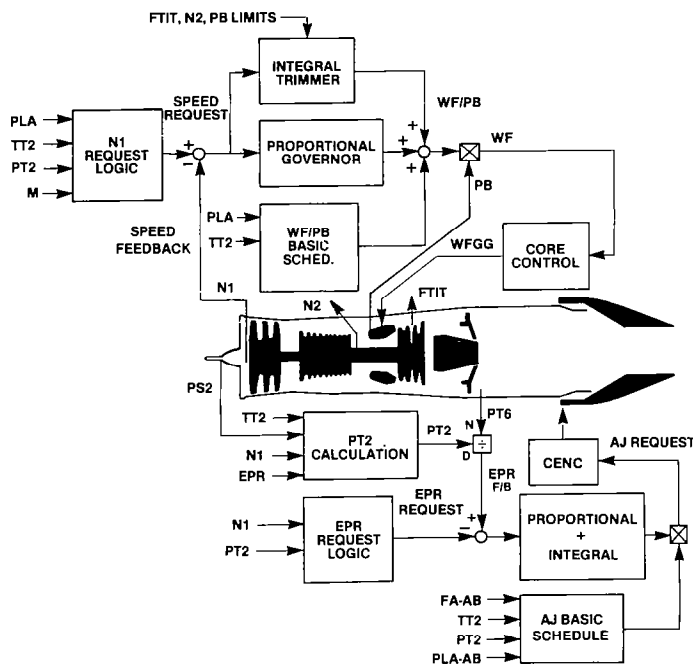 FTIT, N2, PB LIMITS
INTEGRAL
TRIMMER
SPEED
REQUEST
WF/PB
PLA
TT2
PT2
M
N1
REQUEST
LOGIC
+
−
PROPORTIONAL
GOVERNOR
+
+
+
WF
PB
SPEED
FEEDBACK
PLA
TT2
WF/PB
BASIC
SCHED.
WFGG
CORE
CONTROL
N1
N2
FTIT
PS2
TT2
N1
EPR
PT2
CALCULATION
PT2
PT6
N
÷
D
EPR
F/B
CENC
AJ REQUEST
N1
PT2
EPR
REQUEST
LOGIC
EPR
REQUEST
+
−
PROPORTIONAL
+
INTEGRAL
FA-AB
TT2
PT2
PLA-AB
AJ BASIC
SCHEDULE